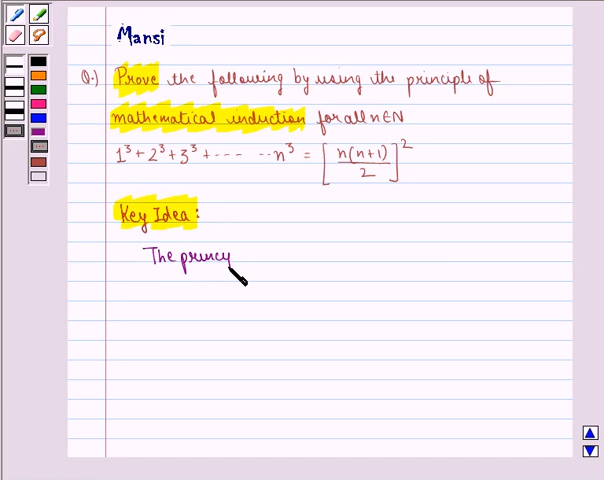 Mansi
Q.) Prove the following by using the principle of
mathematical induction for all n∈N
1³ + 2³ + 3³ + ---- --n³ = [n(n+1)/2]²
Key Idea:
The princy